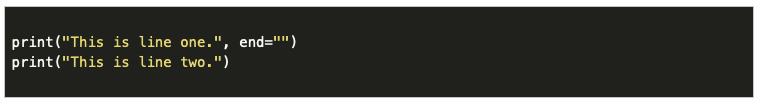 print("This is line one.", end="")
print("This is line two.")